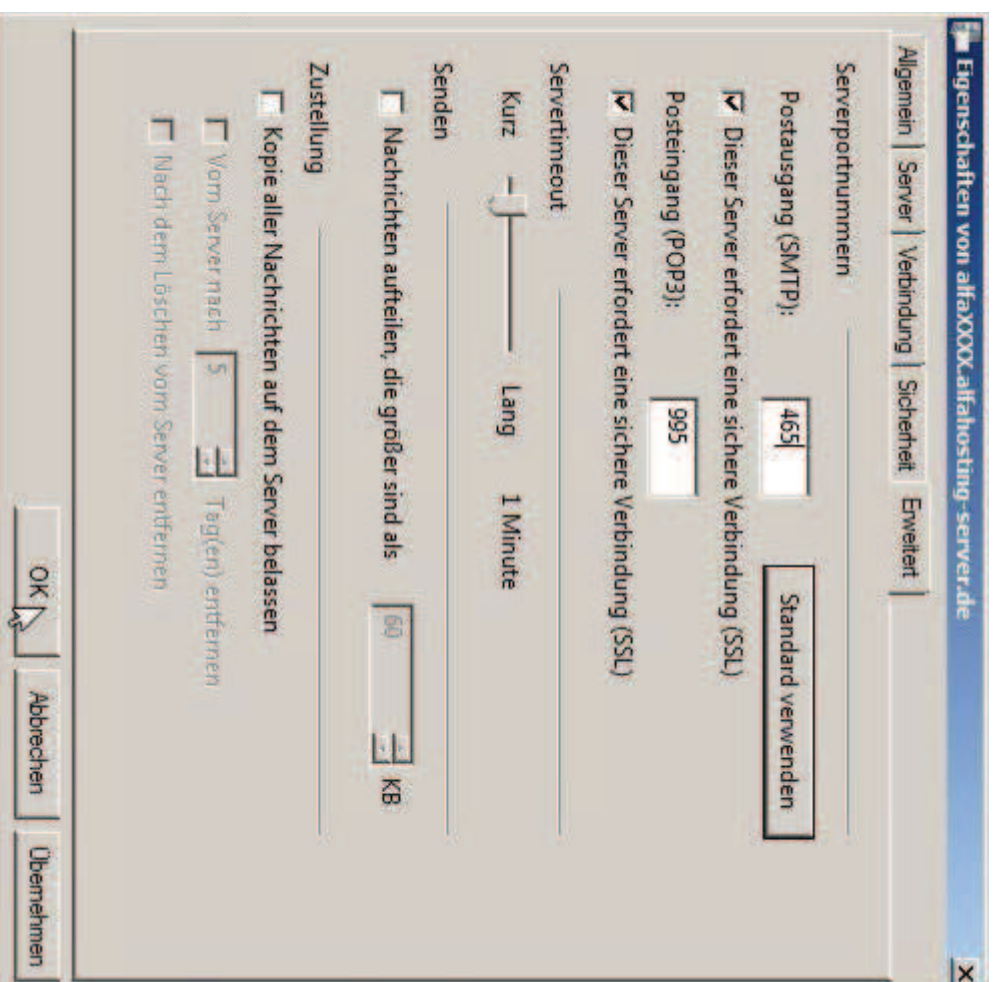 Eigenschaften von alfaXXXX.alfahosting-server.de
Allgemein Server Verbindung Sicherheit Erweitert
Serverportnummern
Postausgang (SMTP): 465 Standard verwenden
Dieser Server erfordert eine sichere Verbindung (SSL)
Posteingang (POP3): 995
Dieser Server erfordert eine sichere Verbindung (SSL)
Servertimeout
Kurz Lang 1 Minute
Senden
Nachrichten aufteilen, die größer sind als 60 KB
Zustellung
Kopie aller Nachrichten auf dem Server belassen
Vom Server nach 5 Tag(en) entfernen
Nach dem Löschen vom Server entfernen
OK Abbrechen Übernehmen